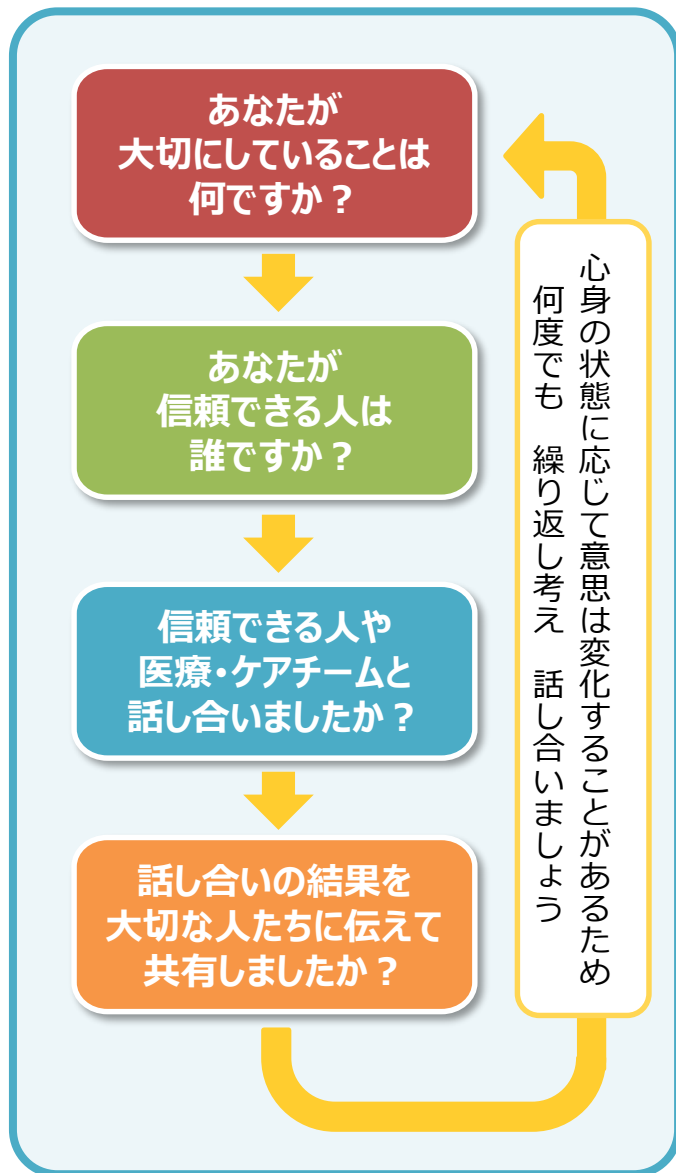 あなたが
大切にしていることは
何ですか？
あなたが
信頼できる人は
誰ですか？
信頼できる人や
医療・ケアチームと
話し合いましたか？
話し合いの結果を
大切な人たちに伝えて
共有しましたか？
心身の状態に応じて意思は変化することがあるため
何度でも　繰り返し考え　話し合いましょう